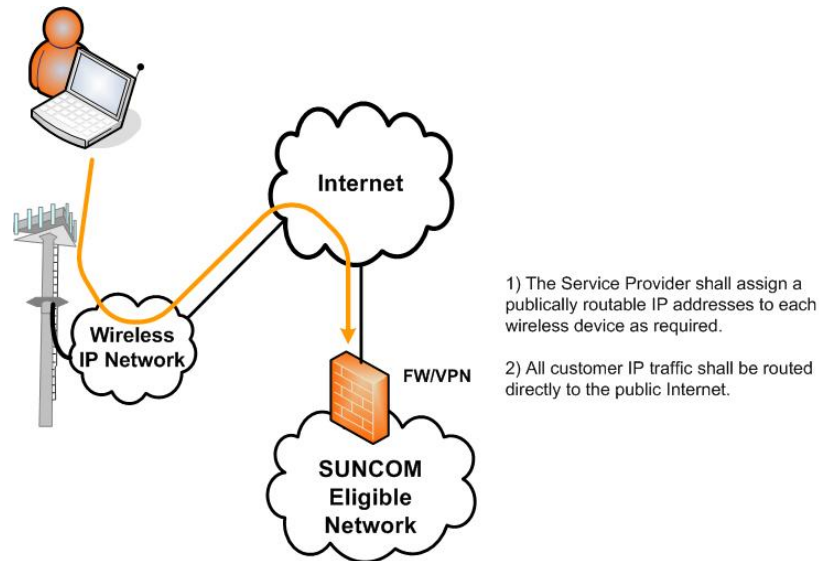 Internet
Wireless
IP Network
FW/VPN
SUNCOM
Eligible
Network
1) The Service Provider shall assign a
publically routable IP addresses to each
wireless device as required.
2) All customer IP traffic shall be routed
directly to the public Internet.